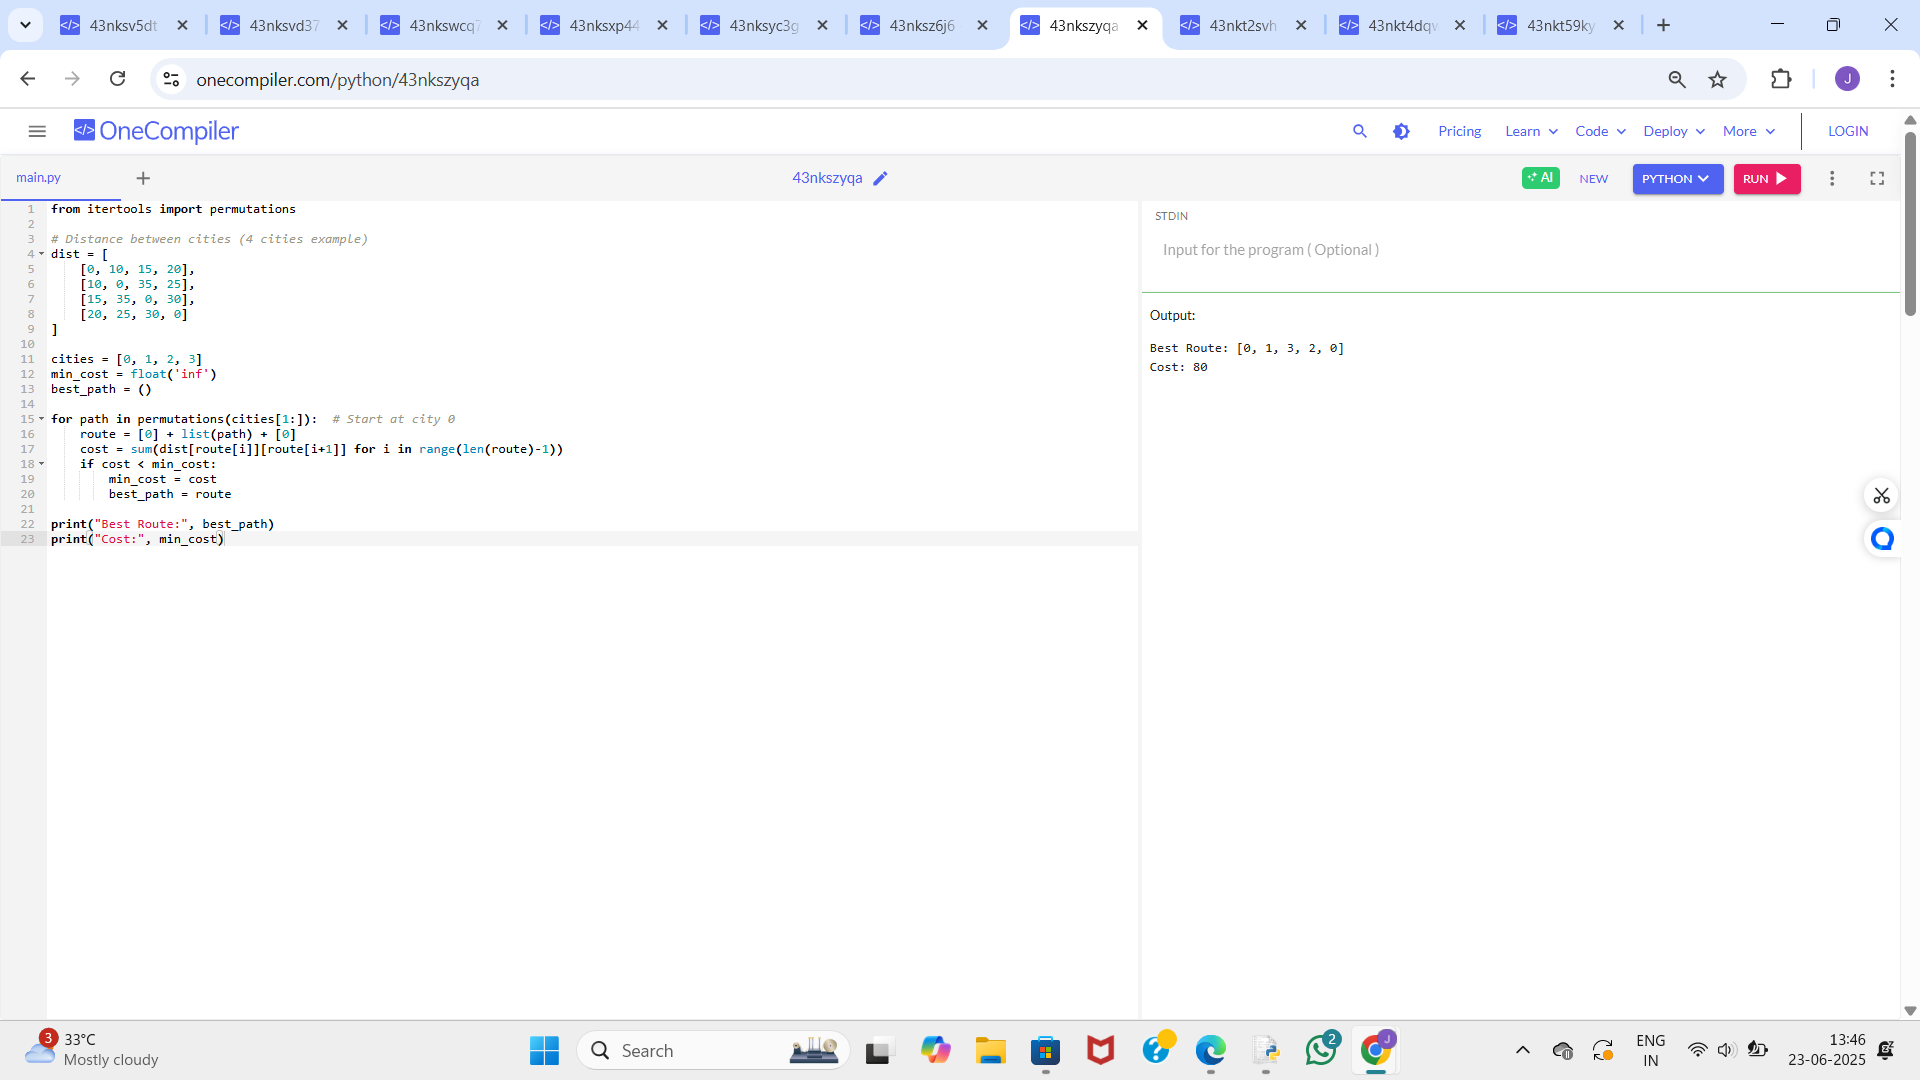 43nksv5dt 43nksvd37 43nkswcq7 43nksxp44 43nksyc3g 43nksz6j6 43nkszyqa 43nkt2svh 43nkt4dqw 43nkt59ky
onecompiler.com/python/43nkszyqa J
</> OneCompiler Pricing Learn Code Deploy More LOGIN
main.py 43nkszyqa AI NEW PYTHON RUN
1 from itertools import permutations
2
3 # Distance between cities (4 cities example)
4 dist = [
5     [0, 10, 15, 20],
6     [10, 0, 35, 25],
7     [15, 35, 0, 30],
8     [20, 25, 30, 0]
9 ]
10
11 cities = [0, 1, 2, 3]
12 min_cost = float('inf')
13 best_path = ()
14
15 for path in permutations(cities[1:]):  # Start at city 0
16     route = [0] + list(path) + [0]
17     cost = sum(dist[route[i]][route[i+1]] for i in range(len(route)-1))
18     if cost < min_cost:
19         min_cost = cost
20         best_path = route
21
22 print("Best Route:", best_path)
23 print("Cost:", min_cost)
STDIN
Input for the program ( Optional )
Output:
Best Route: [0, 1, 3, 2, 0]
Cost: 80
3 33°C
Mostly cloudy
Search
2
J
ENG
IN
13:46
23-06-2025